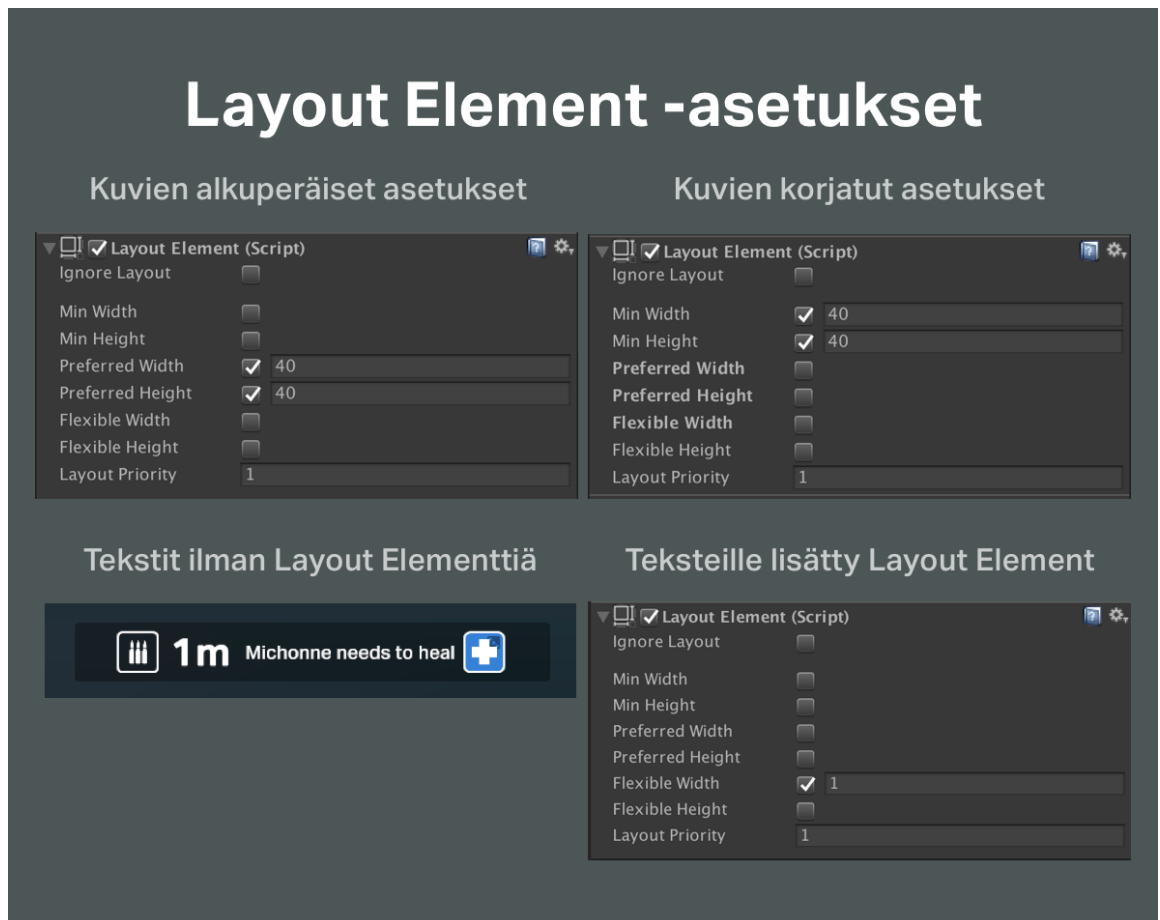 Layout Element -asetukset
Kuvien alkuperäiset asetukset
Layout Element (Script)
Ignore Layout
Min Width
Min Height
Preferred Width 40
Preferred Height 40
Flexible Width
Flexible Height
Layout Priority 1
Kuvien korjatut asetukset
Layout Element (Script)
Ignore Layout
Min Width 40
Min Height 40
Preferred Width
Preferred Height
Flexible Width
Flexible Height
Layout Priority 1
Tekstit ilman Layout Elementtiä
1m Michonne needs to heal
Teksteille lisätty Layout Element
Layout Element (Script)
Ignore Layout
Min Width
Min Height
Preferred Width
Preferred Height
Flexible Width 1
Flexible Height
Layout Priority 1